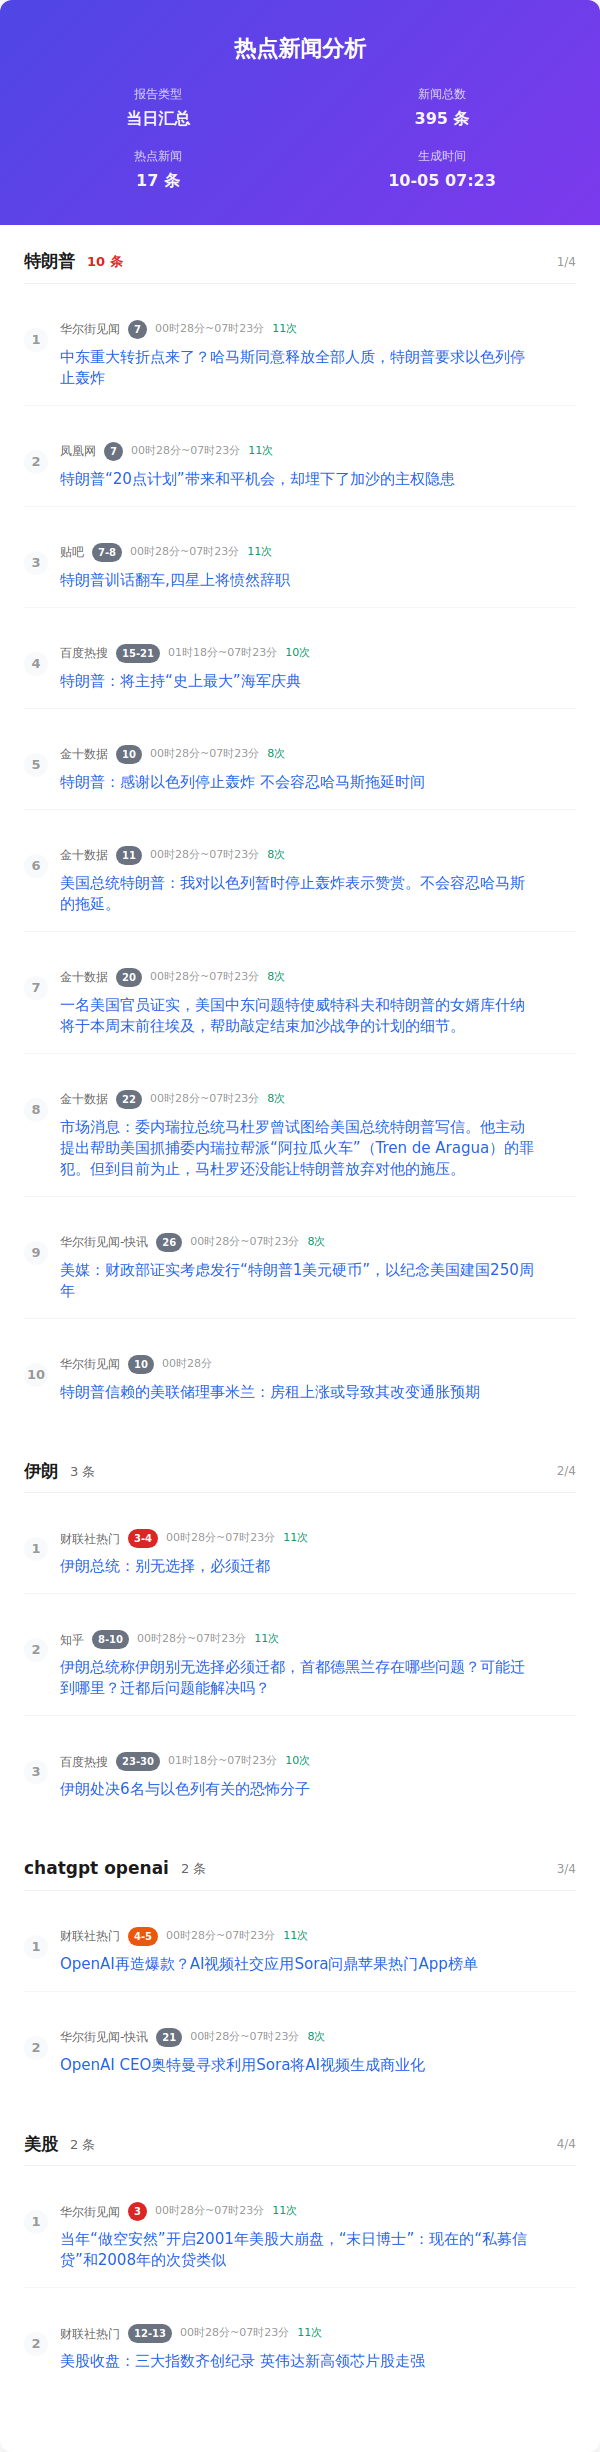 热点新闻分析
报告类型 新闻总数
当日汇总 395 条
热点新闻 生成时间
17 条 10-05 07:23
特朗普 10 条 1/4
华尔街见闻 7 00时28分~07时23分 11次
1 中东重大转折点来了？哈马斯同意释放全部人质，特朗普要求以色列停
止轰炸
凤凰网 7 00时28分~07时23分 11次
2 特朗普“20点计划”带来和平机会，却埋下了加沙的主权隐患
贴吧 7-8 00时28分~07时23分 11次
3 特朗普训话翻车,四星上将愤然辞职
百度热搜 15-21 01时18分~07时23分 10次
4 特朗普：将主持“史上最大”海军庆典
金十数据 10 00时28分~07时23分 8次
5 特朗普：感谢以色列停止轰炸 不会容忍哈马斯拖延时间
金十数据 11 00时28分~07时23分 8次
6 美国总统特朗普：我对以色列暂时停止轰炸表示赞赏。不会容忍哈马斯
的拖延。
金十数据 20 00时28分~07时23分 8次
7 一名美国官员证实，美国中东问题特使威特科夫和特朗普的女婿库什纳
将于本周末前往埃及，帮助敲定结束加沙战争的计划的细节。
金十数据 22 00时28分~07时23分 8次
8 市场消息：委内瑞拉总统马杜罗曾试图给美国总统特朗普写信。他主动
提出帮助美国抓捕委内瑞拉帮派“阿拉瓜火车”（Tren de Aragua）的罪
犯。但到目前为止，马杜罗还没能让特朗普放弃对他的施压。
华尔街见闻-快讯 26 00时28分~07时23分 8次
9 美媒：财政部证实考虑发行“特朗普1美元硬币”，以纪念美国建国250周
年
华尔街见闻 10 00时28分
10 特朗普信赖的美联储理事米兰：房租上涨或导致其改变通胀预期
伊朗 3 条 2/4
财联社热门 3-4 00时28分~07时23分 11次
1 伊朗总统：别无选择，必须迁都
知乎 8-10 00时28分~07时23分 11次
2 伊朗总统称伊朗别无选择必须迁都，首都德黑兰存在哪些问题？可能迁
到哪里？迁都后问题能解决吗？
百度热搜 23-30 01时18分~07时23分 10次
3 伊朗处决6名与以色列有关的恐怖分子
chatgpt openai 2 条 3/4
财联社热门 4-5 00时28分~07时23分 11次
1 OpenAI再造爆款？AI视频社交应用Sora问鼎苹果热门App榜单
华尔街见闻-快讯 21 00时28分~07时23分 8次
2 OpenAI CEO奥特曼寻求利用Sora将AI视频生成商业化
美股 2 条 4/4
华尔街见闻 3 00时28分~07时23分 11次
1 当年“做空安然”开启2001年美股大崩盘，“末日博士”：现在的“私募信
贷”和2008年的次贷类似
财联社热门 12-13 00时28分~07时23分 11次
2 美股收盘：三大指数齐创纪录 英伟达新高领芯片股走强